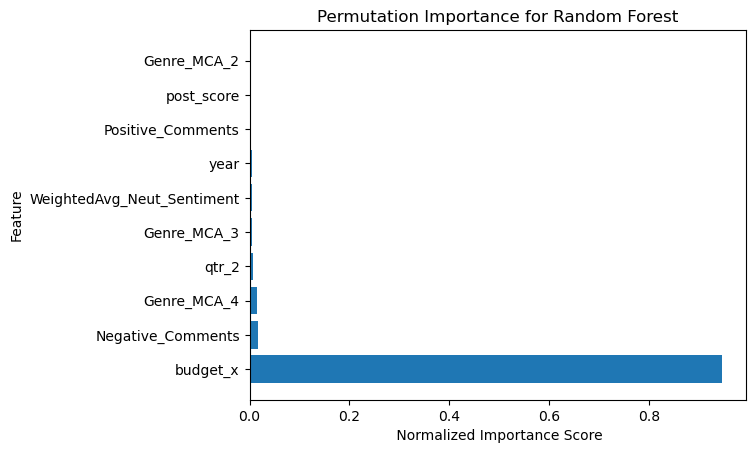 Permutation Importance for Random Forest
Feature
Genre_MCA_2
post_score
Positive_Comments
year
WeightedAvg_Neut_Sentiment
Genre_MCA_3
qtr_2
Genre_MCA_4
Negative_Comments
budget_x
0.0 0.2 0.4 0.6 0.8
Normalized Importance Score